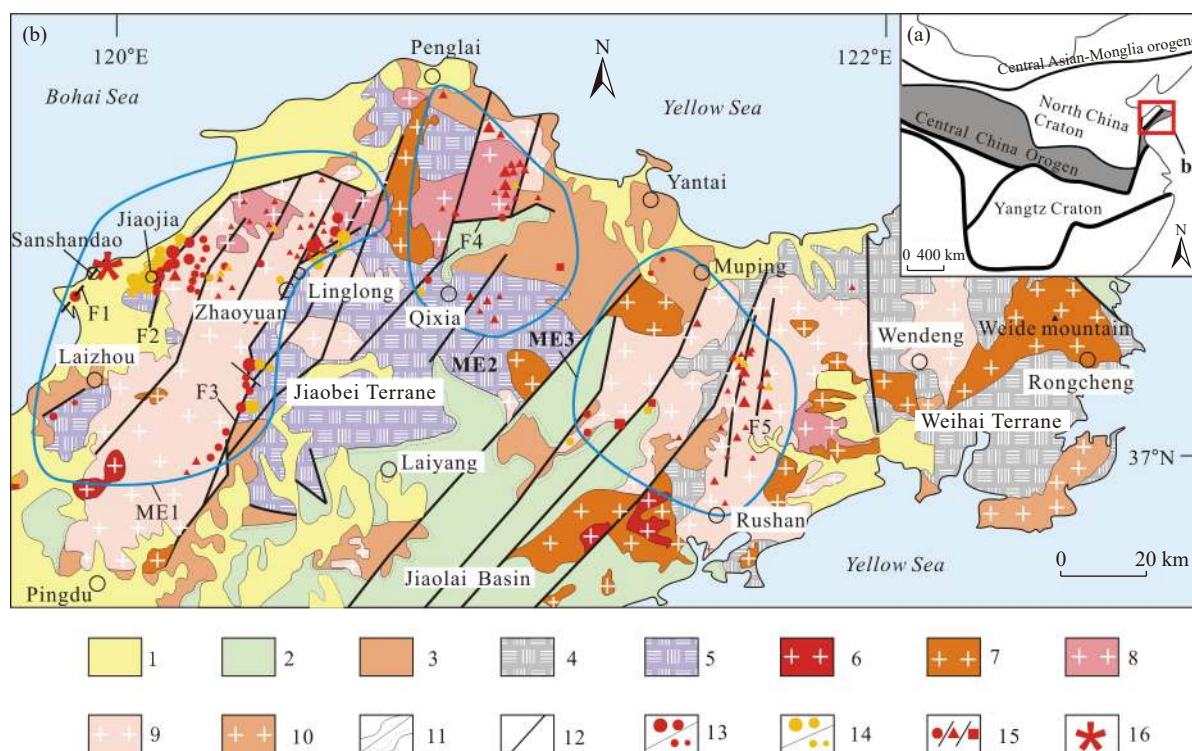 (b)
120°E
Penglai
N
122°E
(a)
Central Asian-Monglia orogene
Bohai Sea
Yellow Sea
North China
Craton
Central China Orogen
b
Yangtz Craton
0 400 km
N
Yantai
Jiaojia
Sanshandao
F4
Muping
F1
Linglong
Zhaoyuan
F2
Qixia
ME3
Wendeng
Weide mountain
ME2
Laizhou
Rongcheng
F3
Jiaobei Terrane
F5
Weihai Terrane
Laiyang
37°N
ME1
Rushan
0 20 km
Jiaolai Basin
Yellow Sea
Pingdu
1 2 3 4 5 6 7 8
9 10 11 12 13 14 15 16